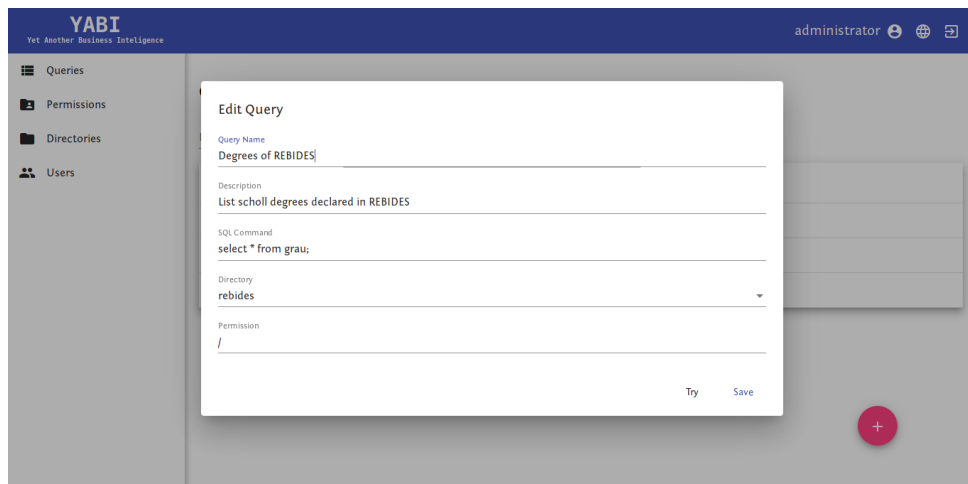 YABI
Yet Another Business Inteligence
administrator
Queries
Permissions
Directories
Users
Edit Query
Query Name
Degrees of REBIDES
Description
List scholl degrees declared in REBIDES
SQL Command
select * from grau;
Directory
rebides
Permission
/
Try
Save
+